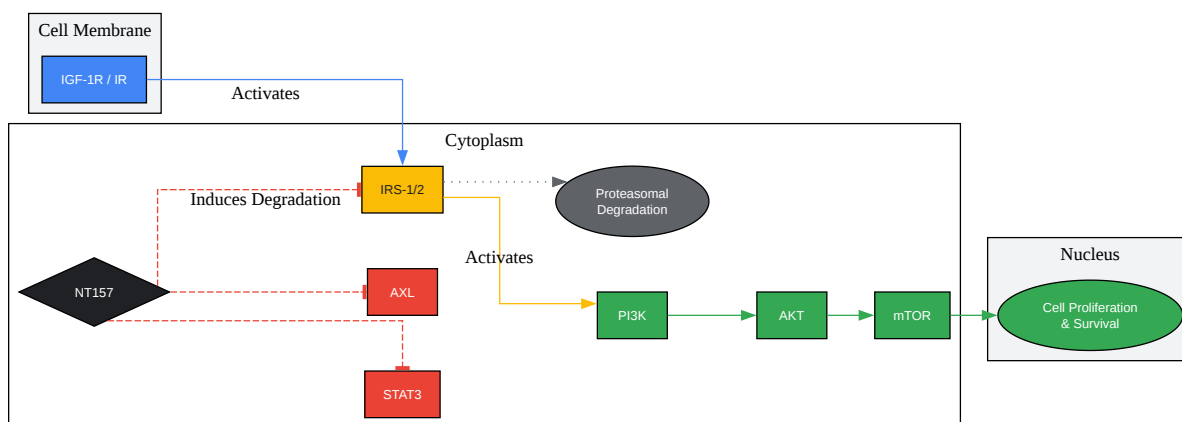 Cell Membrane
IGF-1R / IR
Activates
Cytoplasm
IRS-1/2
Proteasomal
Degradation
Induces Degradation
Activates
Nucleus
NT157
AXL
PI3K
AKT
mTOR
Cell Proliferation
& Survival
STAT3